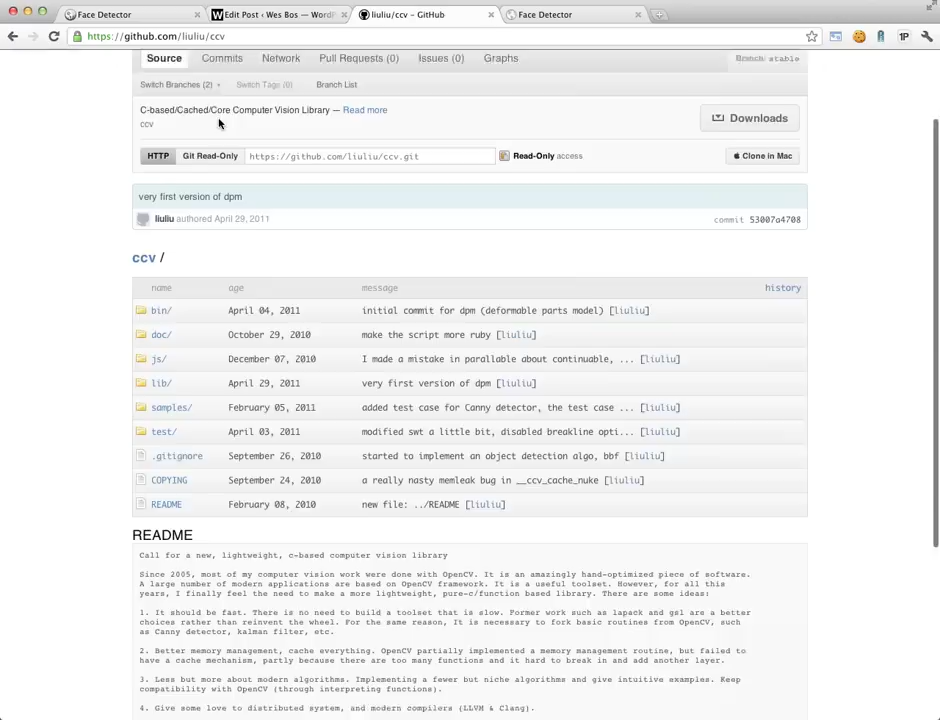 Face Detector
Edit Post ‹ Wes Bos — WordP
liuliu/ccv - GitHub
Face Detector
https://github.com/liuliu/ccv
1P
Source Commits Network Pull Requests (0) Issues (0) Graphs Branch: stable
Switch Branches (2) Switch Tags (0) Branch List
C-based/Cached/Core Computer Vision Library — Read more
ccv
Downloads
HTTP Git Read-Only https://github.com/liuliu/ccv.git Read-Only access Clone in Mac
very first version of dpm
liuliu authored April 29, 2011 commit 53007a4708
ccv /
name age message history
bin/ April 04, 2011 initial commit for dpm (deformable parts model) [liuliu]
doc/ October 29, 2010 make the script more ruby [liuliu]
js/ December 07, 2010 I made a mistake in parallable about continuable, ... [liuliu]
lib/ April 29, 2011 very first version of dpm [liuliu]
samples/ February 05, 2011 added test case for Canny detector, the test case ... [liuliu]
test/ April 03, 2011 modified swt a little bit, disabled breakline opti... [liuliu]
.gitignore September 26, 2010 started to implement an object detection algo, bbf [liuliu]
COPYING September 24, 2010 a really nasty memleak bug in __ccv_cache_nuke [liuliu]
README February 08, 2010 new file: ../README [liuliu]
README
Call for a new, lightweight, c-based computer vision library
Since 2005, most of my computer vision work were done with OpenCV. It is an amazingly hand-optimized piece of software.
A large number of modern applications are based on OpenCV framework. It is a useful toolset. However, for all this
years, I finally feel the need to make a more lightweight, pure-c/function based library. There are some ideas:
1. It should be fast. There is no need to build a toolset that is slow. Former work such as lapack and gsl are a better
choices rather than reinvent the wheel. For the same reason, It is necessary to fork basic routines from OpenCV, such
as Canny detector, kalman filter, etc.
2. Better memory management, cache everything. OpenCV partially implemented a memory management routine, but failed to
have a cache mechanism, partly because there are too many functions and it hard to break in and add another layer.
3. Less but more about modern algorithms. Implementing a fewer but niche algorithms and give intuitive examples. Keep
compatibility with OpenCV (through interpreting functions).
4. Give some love to distributed system, and modern compilers (LLVM & Clang).